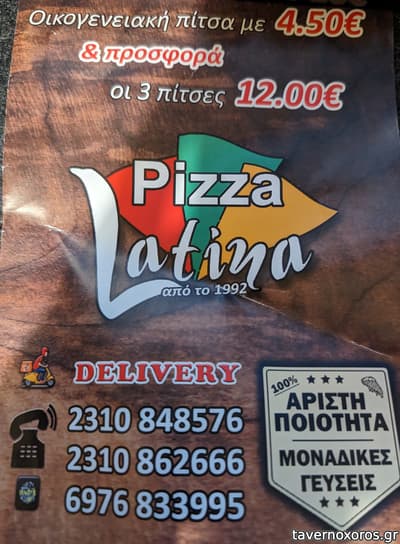 Οικογενειακή πίτσα με 4.50€
& προσφορά
οι 3 πίτσες 12.00€
Pizza
Latina
από το 1992
DELIVERY
2310 848576
2310 862666
6976 833995
100%
ΑΡΙΣΤΗ
ΠΟΙΟΤΗΤΑ
ΜΟΝΑΔΙΚΕΣ
ΓΕΥΣΕΙΣ
tavernoxoros.gr